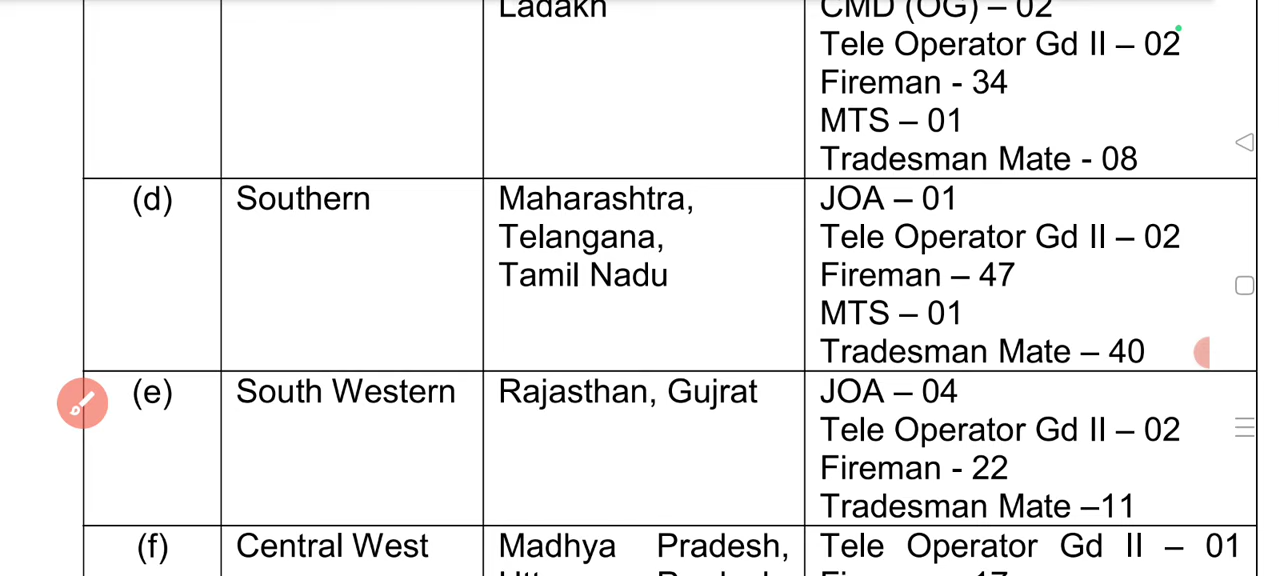 Ladakh
CMD (OG) – 02
Tele Operator Gd II – 02
Fireman - 34
MTS – 01
Tradesman Mate - 08
(d) Southern
Maharashtra,
Telangana,
Tamil Nadu
JOA – 01
Tele Operator Gd II – 02
Fireman – 47
MTS – 01
Tradesman Mate – 40
(e) South Western
Rajasthan, Gujrat
JOA – 04
Tele Operator Gd II – 02
Fireman - 22
Tradesman Mate –11
(f) Central West
Madhya Pradesh,
Tele Operator Gd II – 01